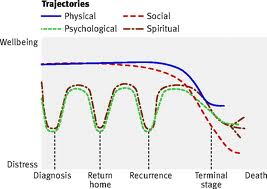 Trajectories
Physical
Social
Psychological
Spiritual
Wellbeing
Distress
Diagnosis
Return
home
Recurrence
Terminal
stage
Death